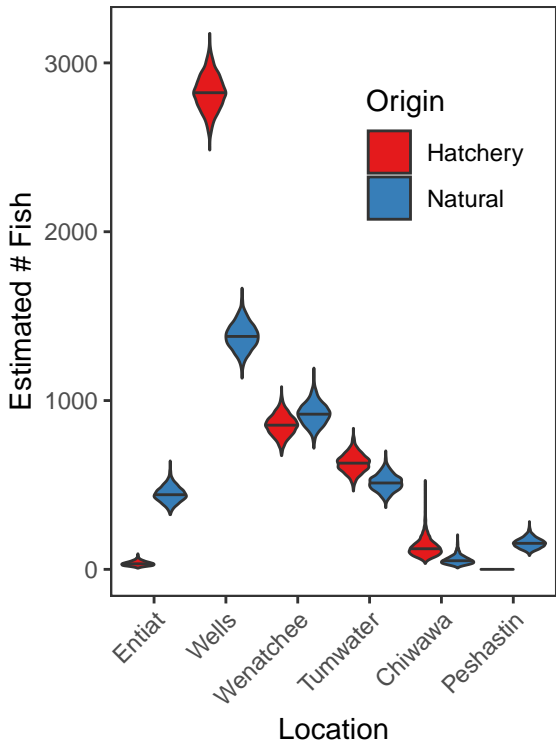 3000
2000
1000
0
Estimated # Fish
Origin
Hatchery
Natural
Entiat
Wells
Wenatchee
Tumwater
Chiwawa
Peshastin
Location